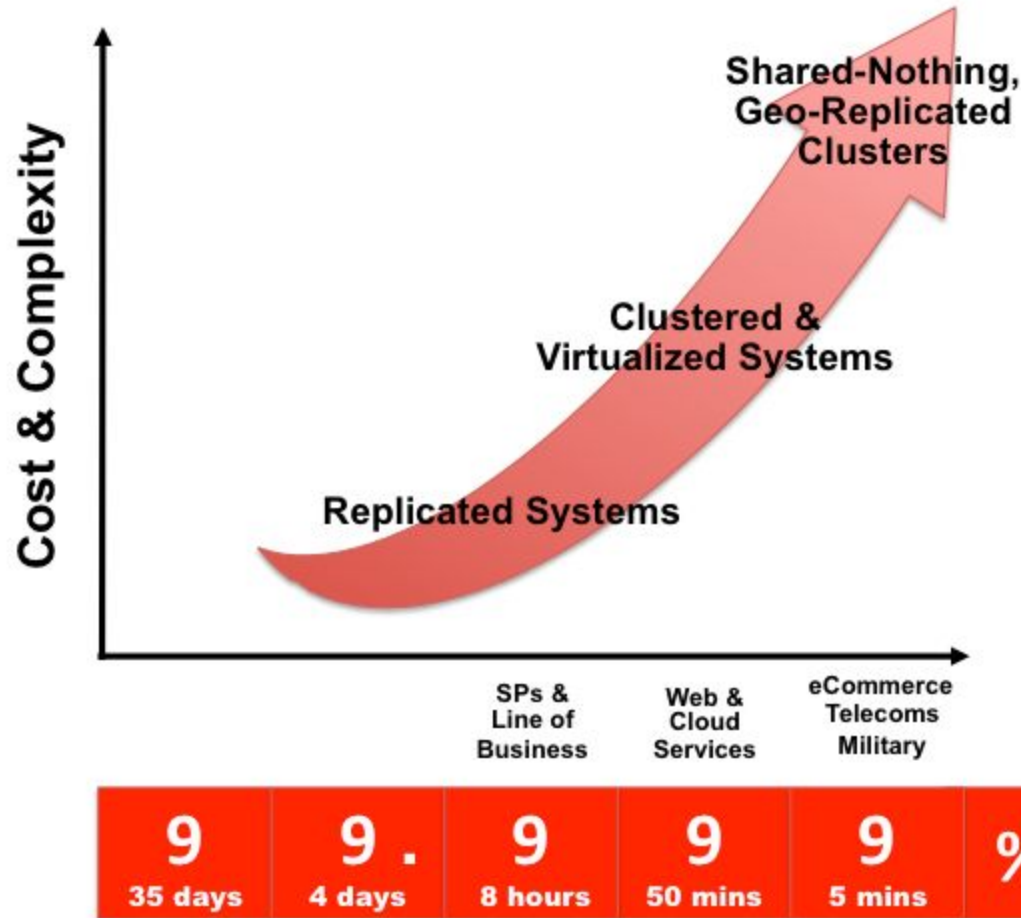 Shared-Nothing,
Geo-Replicated
Clusters
Cost & Complexity
Clustered &
Virtualized Systems
Replicated Systems
SPs &
Line of
Business
Web &
Cloud
Services
eCommerce
Telecoms
Military
9 9 . 9 9 9 %
35 days 4 days 8 hours 50 mins 5 mins